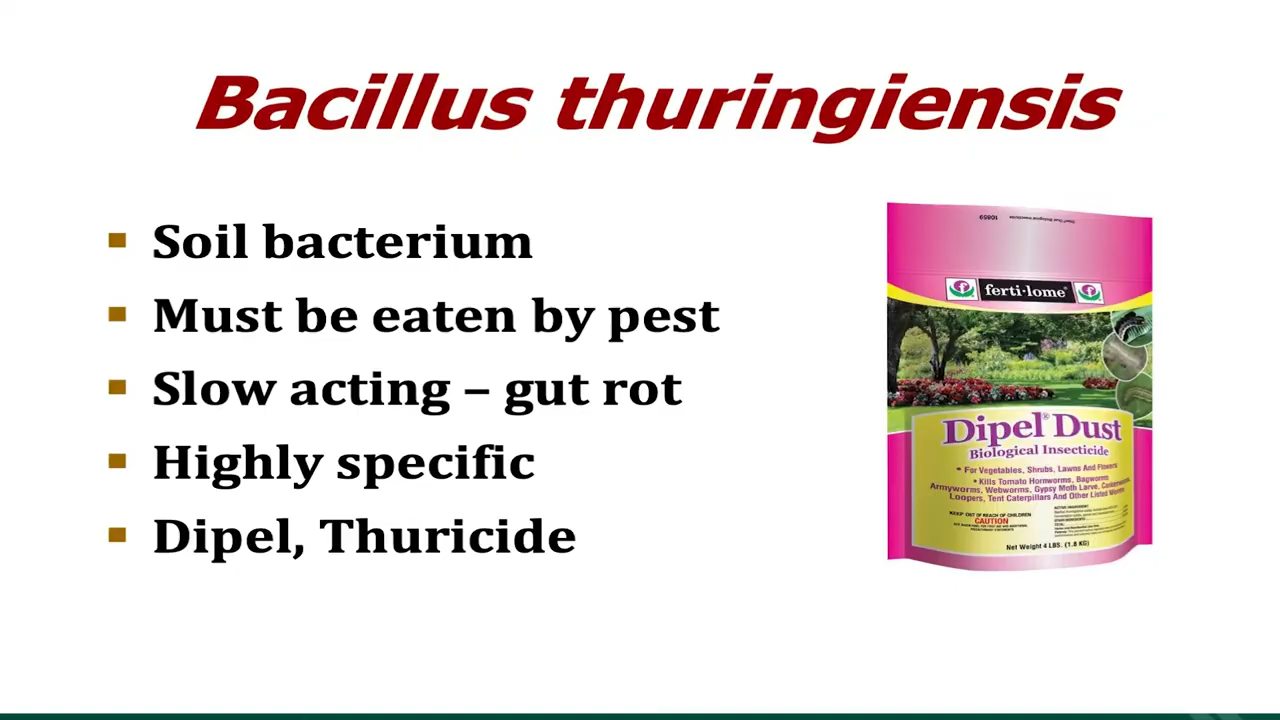 Bacillus thuringiensis
Soil bacterium
Must be eaten by pest
Slow acting – gut rot
Highly specific
Dipel, Thuricide
10859
ferti·lome®
Dipel® Dust
Biological Insecticide
• For Vegetables, Shrubs, Lawns And Flowers
• Kills Tomato Hornworms, Bagworms
Armyworms, Webworms, Gypsy Moth Larve, Cankerworms,
Loopers, Tent Caterpillars And Other Listed Worms
KEEP OUT OF REACH OF CHILDREN
CAUTION
Net Weight 4 LBS. (1.8 KG)